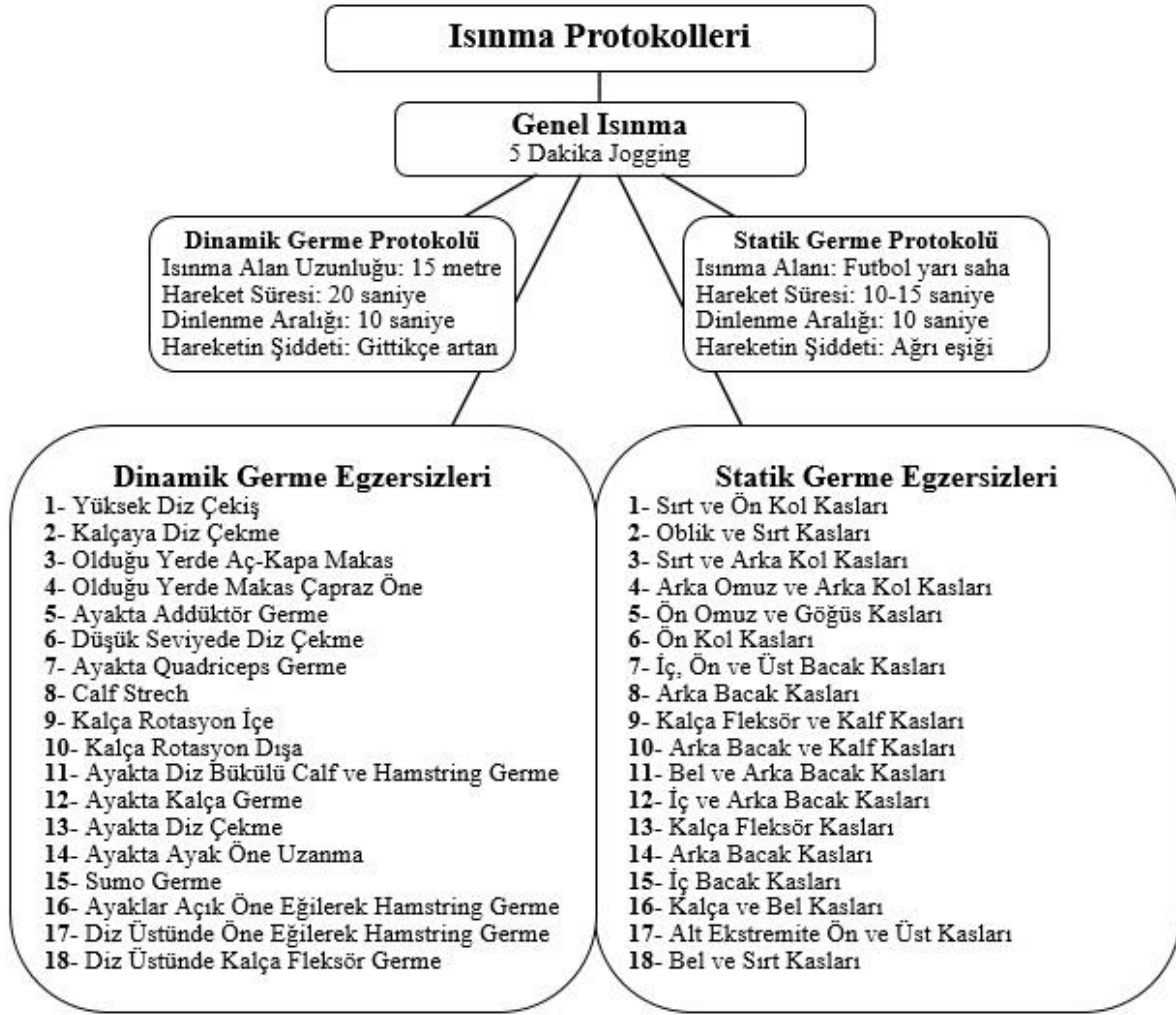 Isınma Protokolleri
Genel Isınma
5 Dakika Jogging
Dinamik Germe Protokolü
Isınma Alan Uzunluğu: 15 metre
Hareket Süresi: 20 saniye
Dinlenme Aralığı: 10 saniye
Hareketin Şiddeti: Gittikçe artan
Statik Germe Protokolü
Isınma Alanı: Futbol yarı saha
Hareket Süresi: 10-15 saniye
Dinlenme Aralığı: 10 saniye
Hareketin Şiddeti: Ağrı eşiği
Dinamik Germe Egzersizleri
1- Yüksek Diz Çekiş
2- Kalçaya Diz Çekme
3- Olduğu Yerde Aç-Kapa Makas
4- Olduğu Yerde Makas Çapraz Öne
5- Ayakta Addüktör Germe
6- Düşük Seviyede Diz Çekme
7- Ayakta Quadriceps Germe
8- Calf Strech
9- Kalça Rotasyon İçe
10- Kalça Rotasyon Dışa
11- Ayakta Diz Bükülü Calf ve Hamstring Germe
12- Ayakta Kalça Germe
13- Ayakta Diz Çekme
14- Ayakta Ayak Öne Uzanma
15- Sumo Germe
16- Ayaklar Açık Öne Eğilerek Hamstring Germe
17- Diz Üstünde Öne Eğilerek Hamstring Germe
18- Diz Üstünde Kalça Fleksör Germe
Statik Germe Egzersizleri
1- Sırt ve Ön Kol Kasları
2- Oblik ve Sırt Kasları
3- Sırt ve Arka Kol Kasları
4- Arka Omuz ve Arka Kol Kasları
5- Ön Omuz ve Göğüs Kasları
6- Ön Kol Kasları
7- İç, Ön ve Üst Bacak Kasları
8- Arka Bacak Kasları
9- Kalça Fleksör ve Kalf Kasları
10- Arka Bacak ve Kalf Kasları
11- Bel ve Arka Bacak Kasları
12- İç ve Arka Bacak Kasları
13- Kalça Fleksör Kasları
14- Arka Bacak Kasları
15- İç Bacak Kasları
16- Kalça ve Bel Kasları
17- Alt Ekstremite Ön ve Üst Kasları
18- Bel ve Sırt Kasları